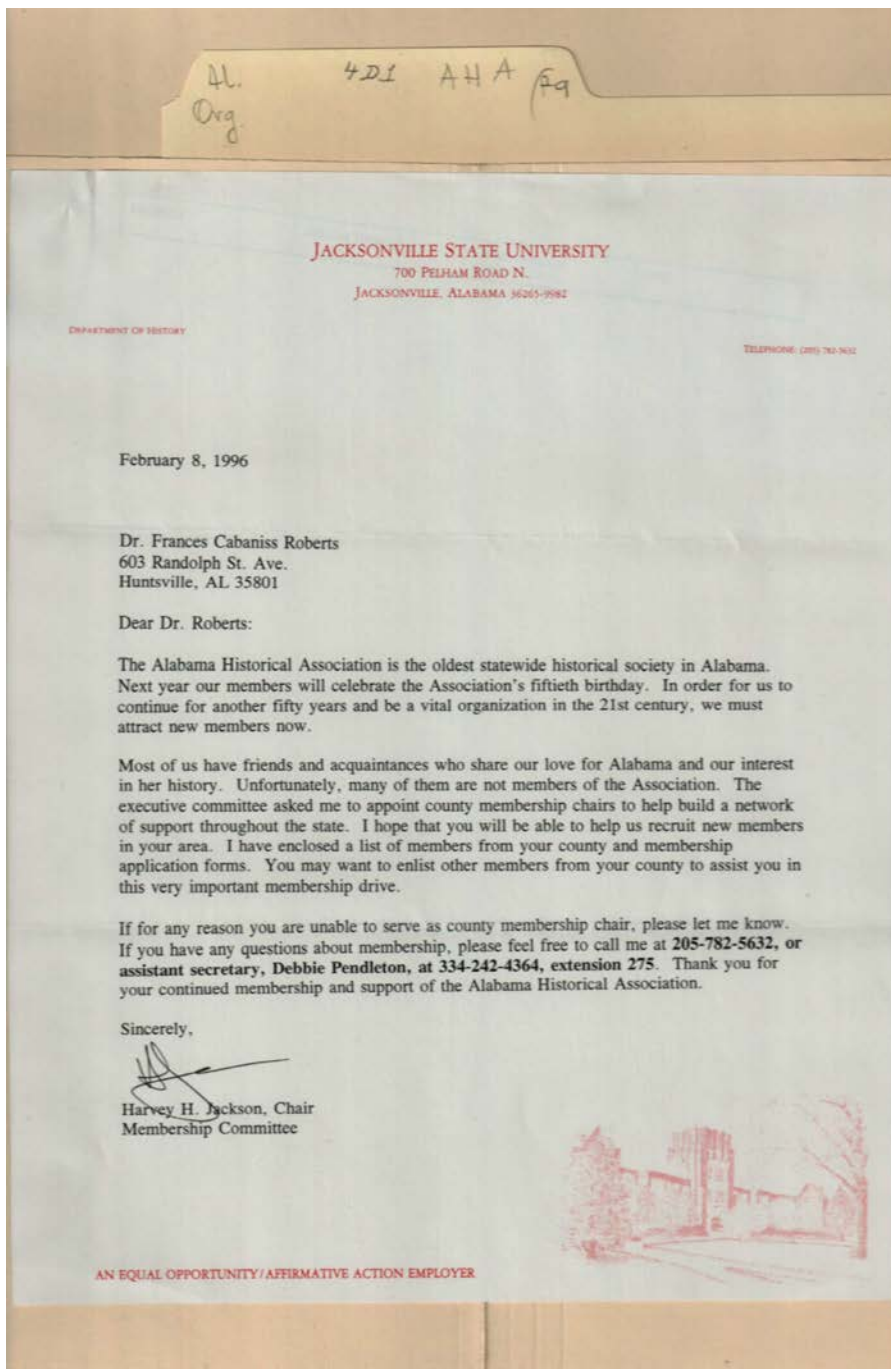 Al. 4D1 AHA
Org.
JACKSONVILLE STATE UNIVERSITY
700 PELHAM ROAD N.
JACKSONVILLE, ALABAMA 36265-9982
DEPARTMENT OF HISTORY
TELEPHONE: (205) 782-5632
February 8, 1996
Dr. Frances Cabaniss Roberts
603 Randolph St. Ave.
Huntsville, AL 35801
Dear Dr. Roberts:
The Alabama Historical Association is the oldest statewide historical society in Alabama.
Next year our members will celebrate the Association's fiftieth birthday. In order for us to
continue for another fifty years and be a vital organization in the 21st century, we must
attract new members now.
Most of us have friends and acquaintances who share our love for Alabama and our interest
in her history. Unfortunately, many of them are not members of the Association. The
executive committee asked me to appoint county membership chairs to help build a network
of support throughout the state. I hope that you will be able to help us recruit new members
in your area. I have enclosed a list of members from your county and membership
application forms. You may want to enlist other members from your county to assist you in
this very important membership drive.
If for any reason you are unable to serve as county membership chair, please let me know.
If you have any questions about membership, please feel free to call me at 205-782-5632, or
assistant secretary, Debbie Pendleton, at 334-242-4364, extension 275. Thank you for
your continued membership and support of the Alabama Historical Association.
Sincerely,
Harvey H. Jackson, Chair
Membership Committee
AN EQUAL OPPORTUNITY/AFFIRMATIVE ACTION EMPLOYER